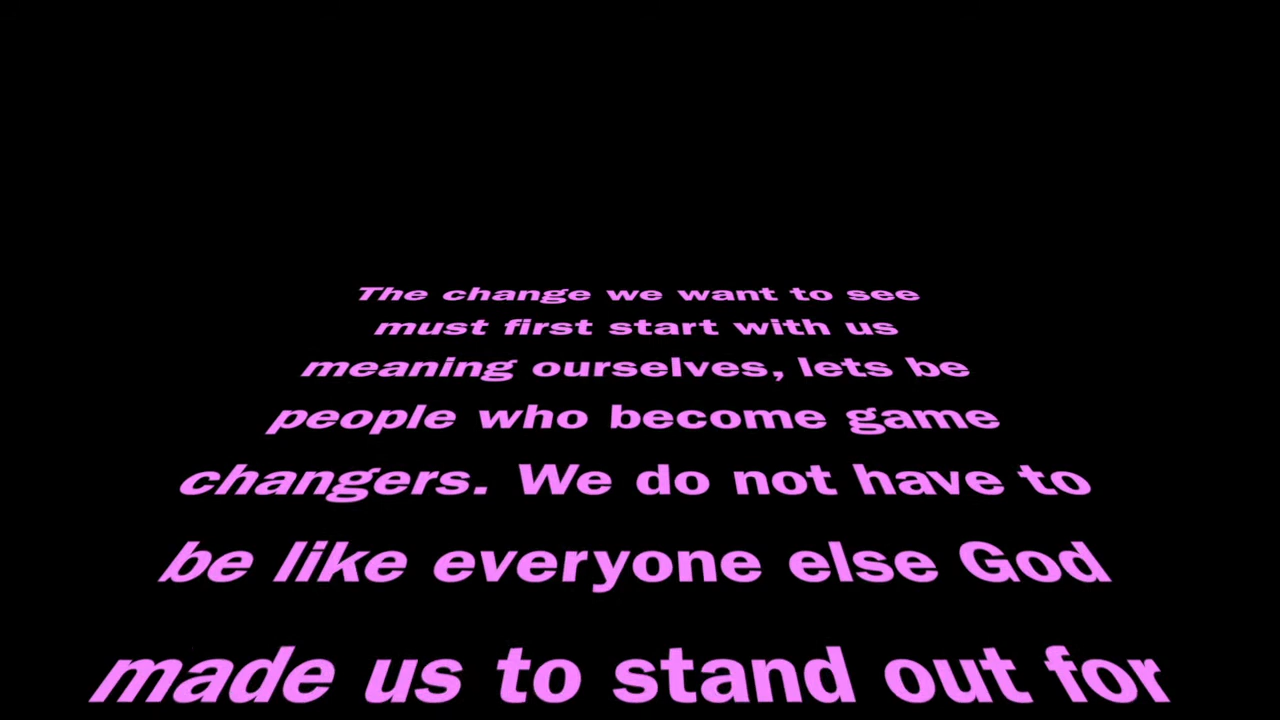 The change we want to see
must first start with us
meaning ourselves, lets be
people who become game
changers. We do not have to
be like everyone else God
made us to stand out for